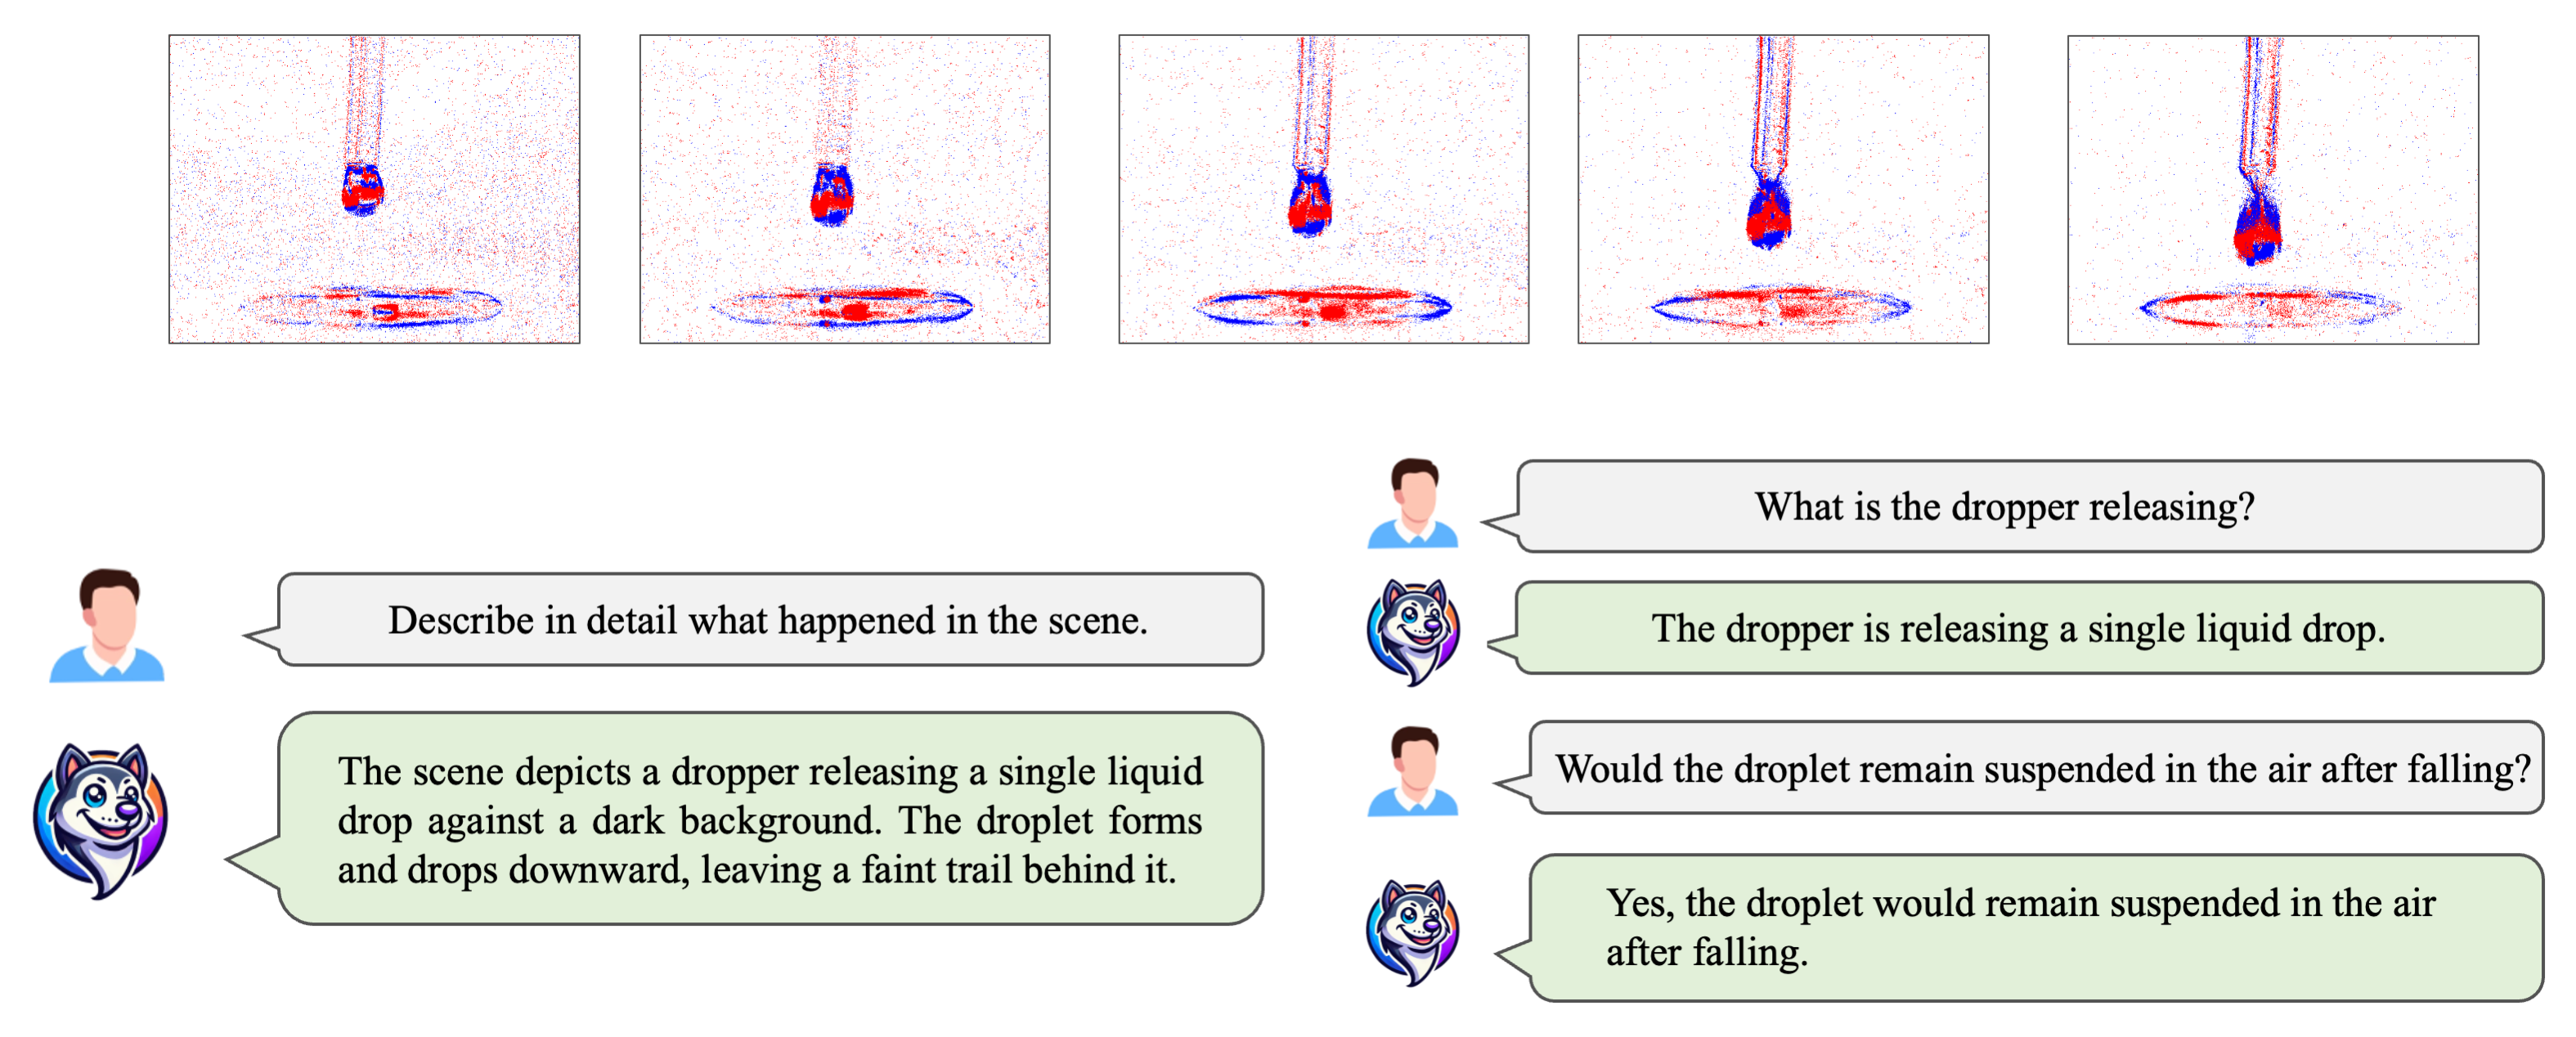 Describe in detail what happened in the scene.
The scene depicts a dropper releasing a single liquid
drop against a dark background. The droplet forms
and drops downward, leaving a faint trail behind it.
What is the dropper releasing?
The dropper is releasing a single liquid drop.
Would the droplet remain suspended in the air after falling?
Yes, the droplet would remain suspended in the air
after falling.